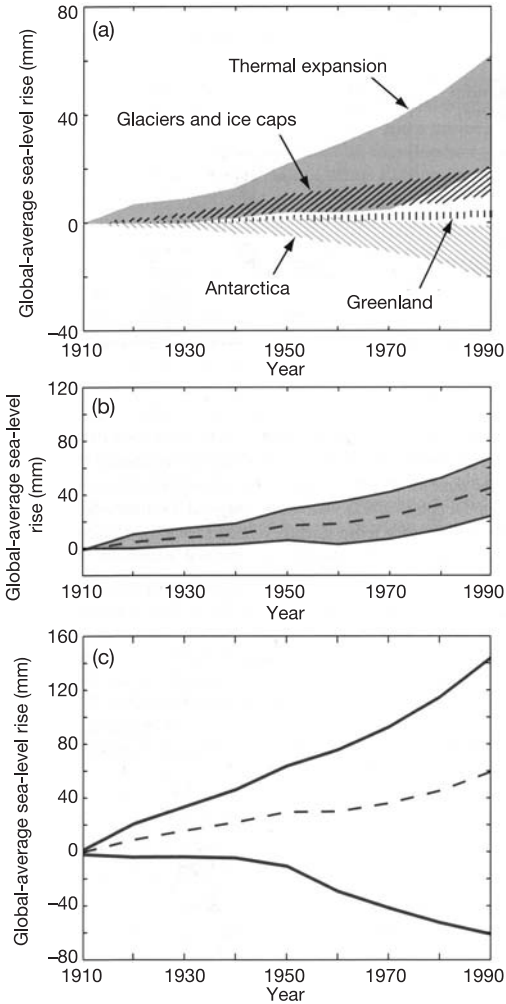 (a)
Global-average sea-level rise (mm)
80
40
0
−40
Thermal expansion
Glaciers and ice caps
Antarctica
Greenland
1910 1930 1950 1970 1990
Year
(b)
Global-average sea-level
rise (mm)
120
80
40
0
1910 1930 1950 1970 1990
Year
(c)
Global-average sea-level rise (mm)
160
120
80
40
0
−40
−80
1910 1930 1950 1970 1990
Year